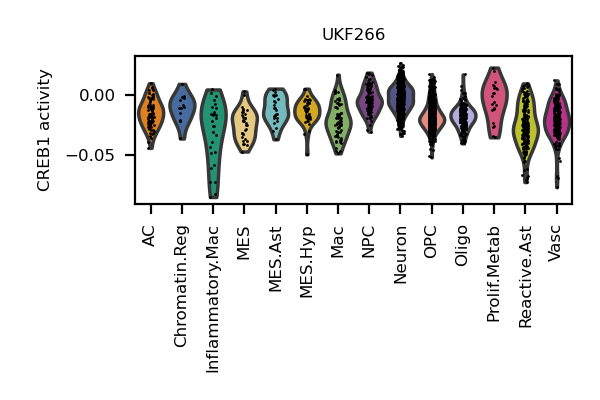 UKF266
CREB1 activity
0.00
−0.05
AC
Chromatin.Reg
Inflammatory.Mac
MES
MES.Ast
MES.Hyp
Mac
NPC
Neuron
OPC
Oligo
Prolif.Metab
Reactive.Ast
Vasc